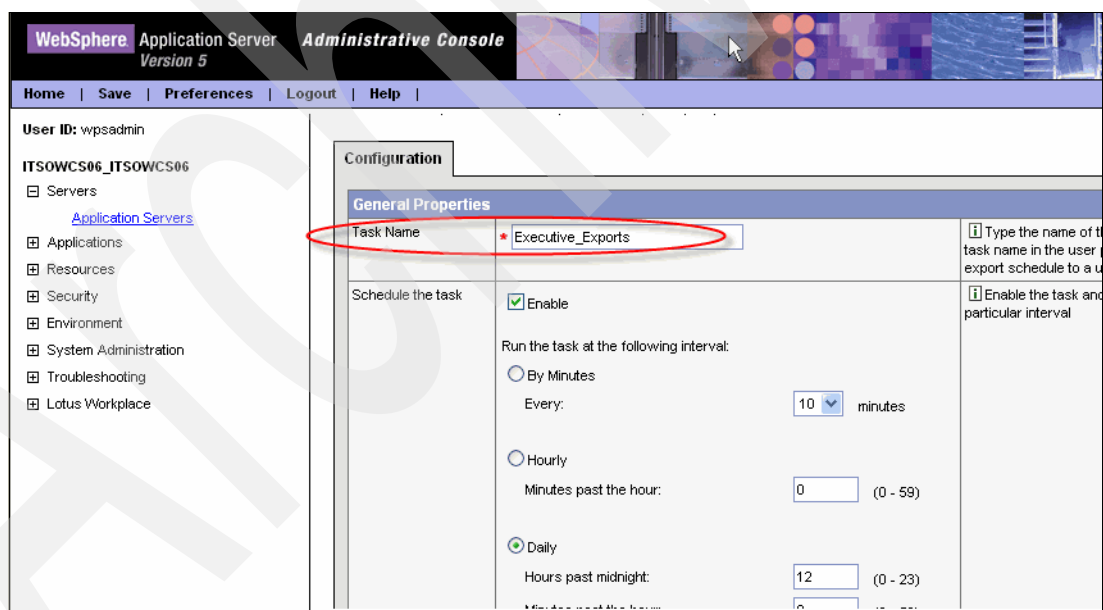 WebSphere. Application Server Administrative Console
Version 5
Home | Save | Preferences | Logout | Help |
User ID: wpsadmin
ITSOWCS06_ITSOWCS06
Servers
Application Servers
Applications
Resources
Security
Environment
System Administration
Troubleshooting
Lotus Workplace
Configuration
General Properties
Task Name
* Executive_Exports
Type the name of th
task name in the user p
export schedule to a u
Schedule the task
Enable
Enable the task and
particular interval
Run the task at the following interval:
By Minutes
Every: 10 minutes
Hourly
Minutes past the hour: 0 (0 - 59)
Daily
Hours past midnight: 12 (0 - 23)